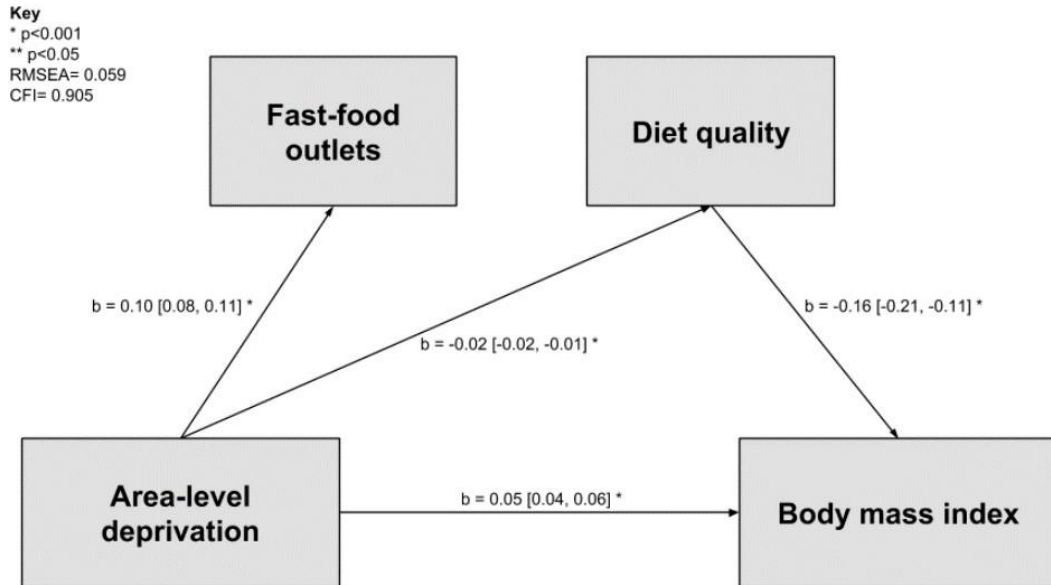 Key
* p<0.001
** p<0.05
RMSEA= 0.059
CFI= 0.905
Fast-food
outlets
Diet quality
b = 0.10 [0.08, 0.11] *
b = -0.16 [-0.21, -0.11] *
b = -0.02 [-0.02, -0.01] *
Area-level
deprivation
b = 0.05 [0.04, 0.06] *
Body mass index